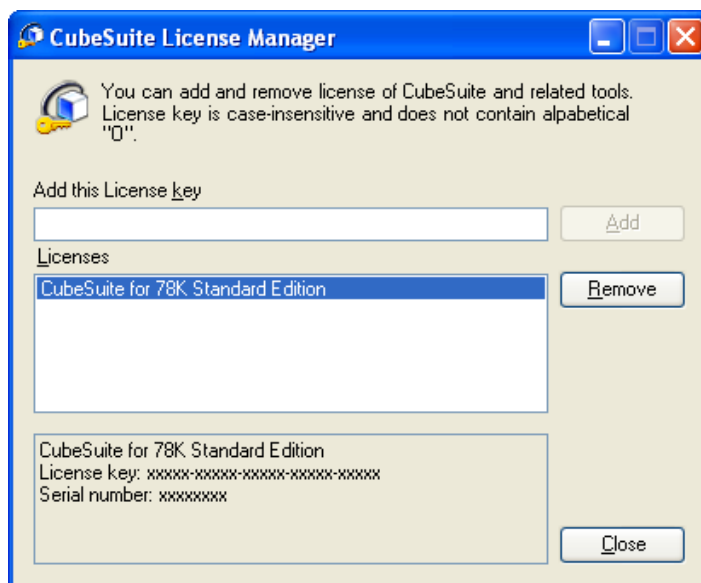 CubeSuite License Manager
You can add and remove license of CubeSuite and related tools.
License key is case-insensitive and does not contain alpabetical
"O".
Add this License key
Add
Licenses
CubeSuite for 78K Standard Edition
Remove
CubeSuite for 78K Standard Edition
License key: xxxxx-xxxxx-xxxxx-xxxxx-xxxxx
Serial number: xxxxxxxx
Close